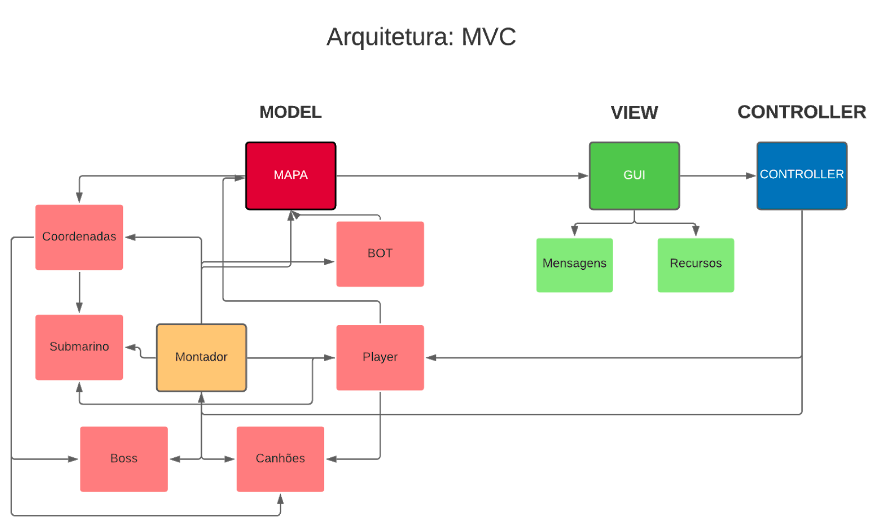 Arquitetura: MVC
MODEL
VIEW
CONTROLLER
MAPA
GUI
CONTROLLER
Coordenadas
BOT
Mensagens
Recursos
Submarino
Montador
Player
Boss
Canhões